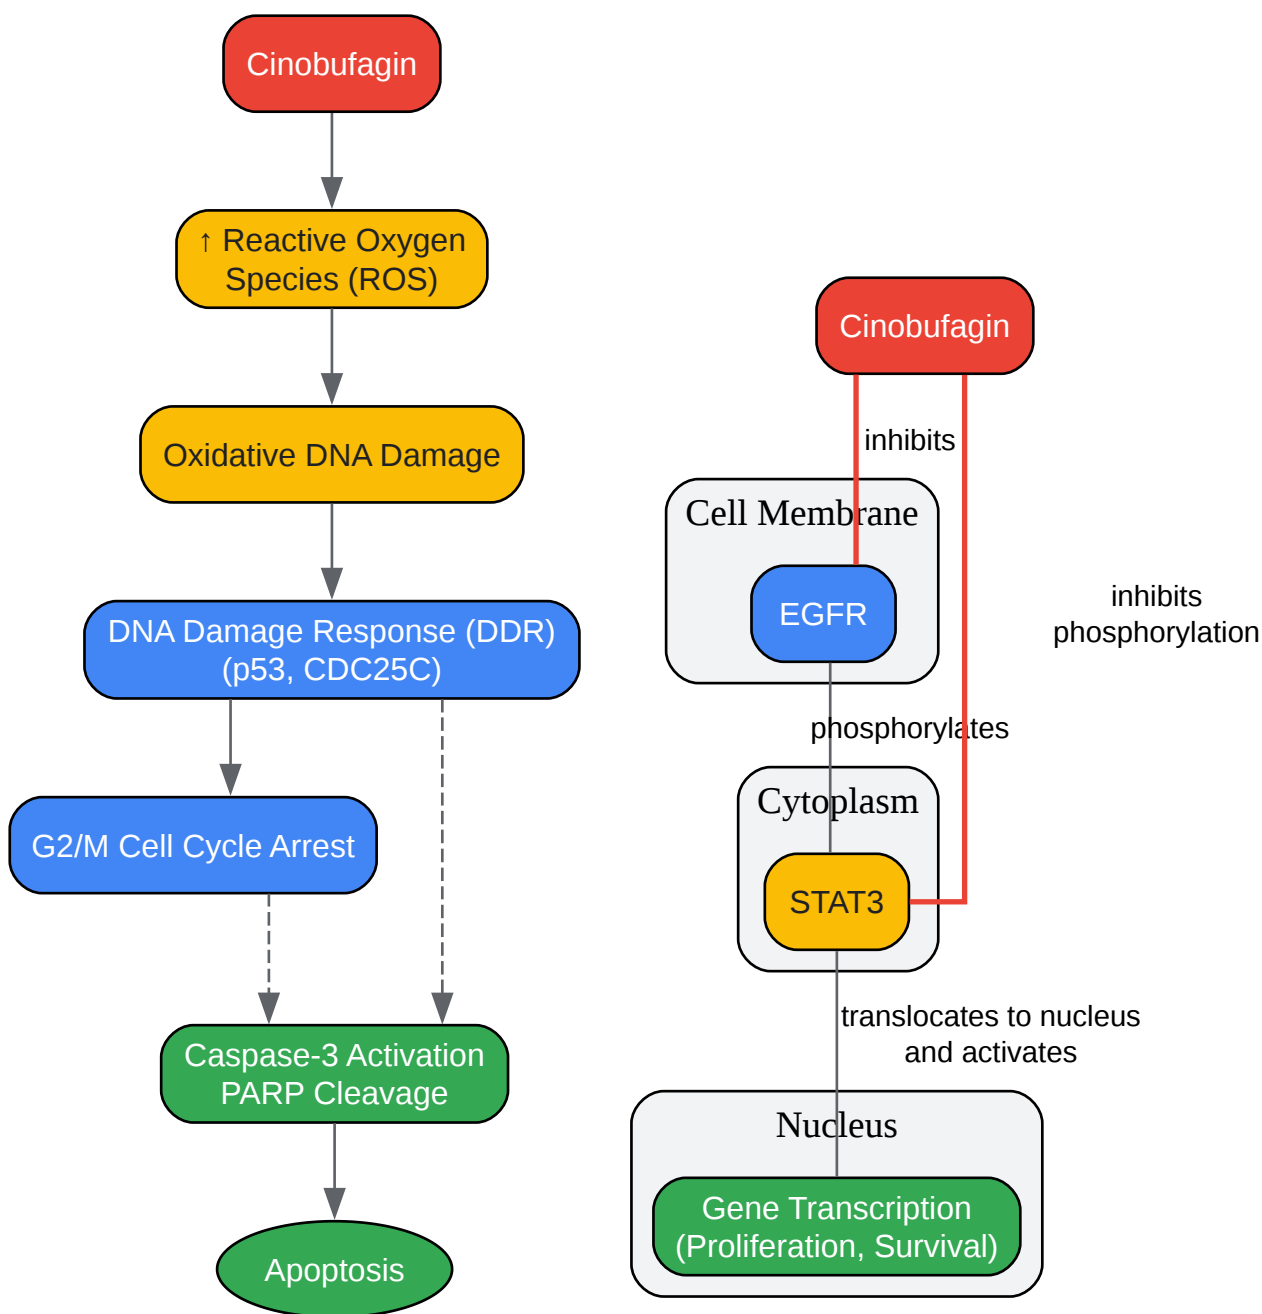 Cinobufagin
↑ Reactive Oxygen
Species (ROS)
Oxidative DNA Damage
DNA Damage Response (DDR)
(p53, CDC25C)
G2/M Cell Cycle Arrest
Caspase-3 Activation
PARP Cleavage
Apoptosis
Cinobufagin
inhibits
Cell Membrane
EGFR
inhibits
phosphorylation
phosphorylates
Cytoplasm
STAT3
translocates to nucleus
and activates
Nucleus
Gene Transcription
(Proliferation, Survival)